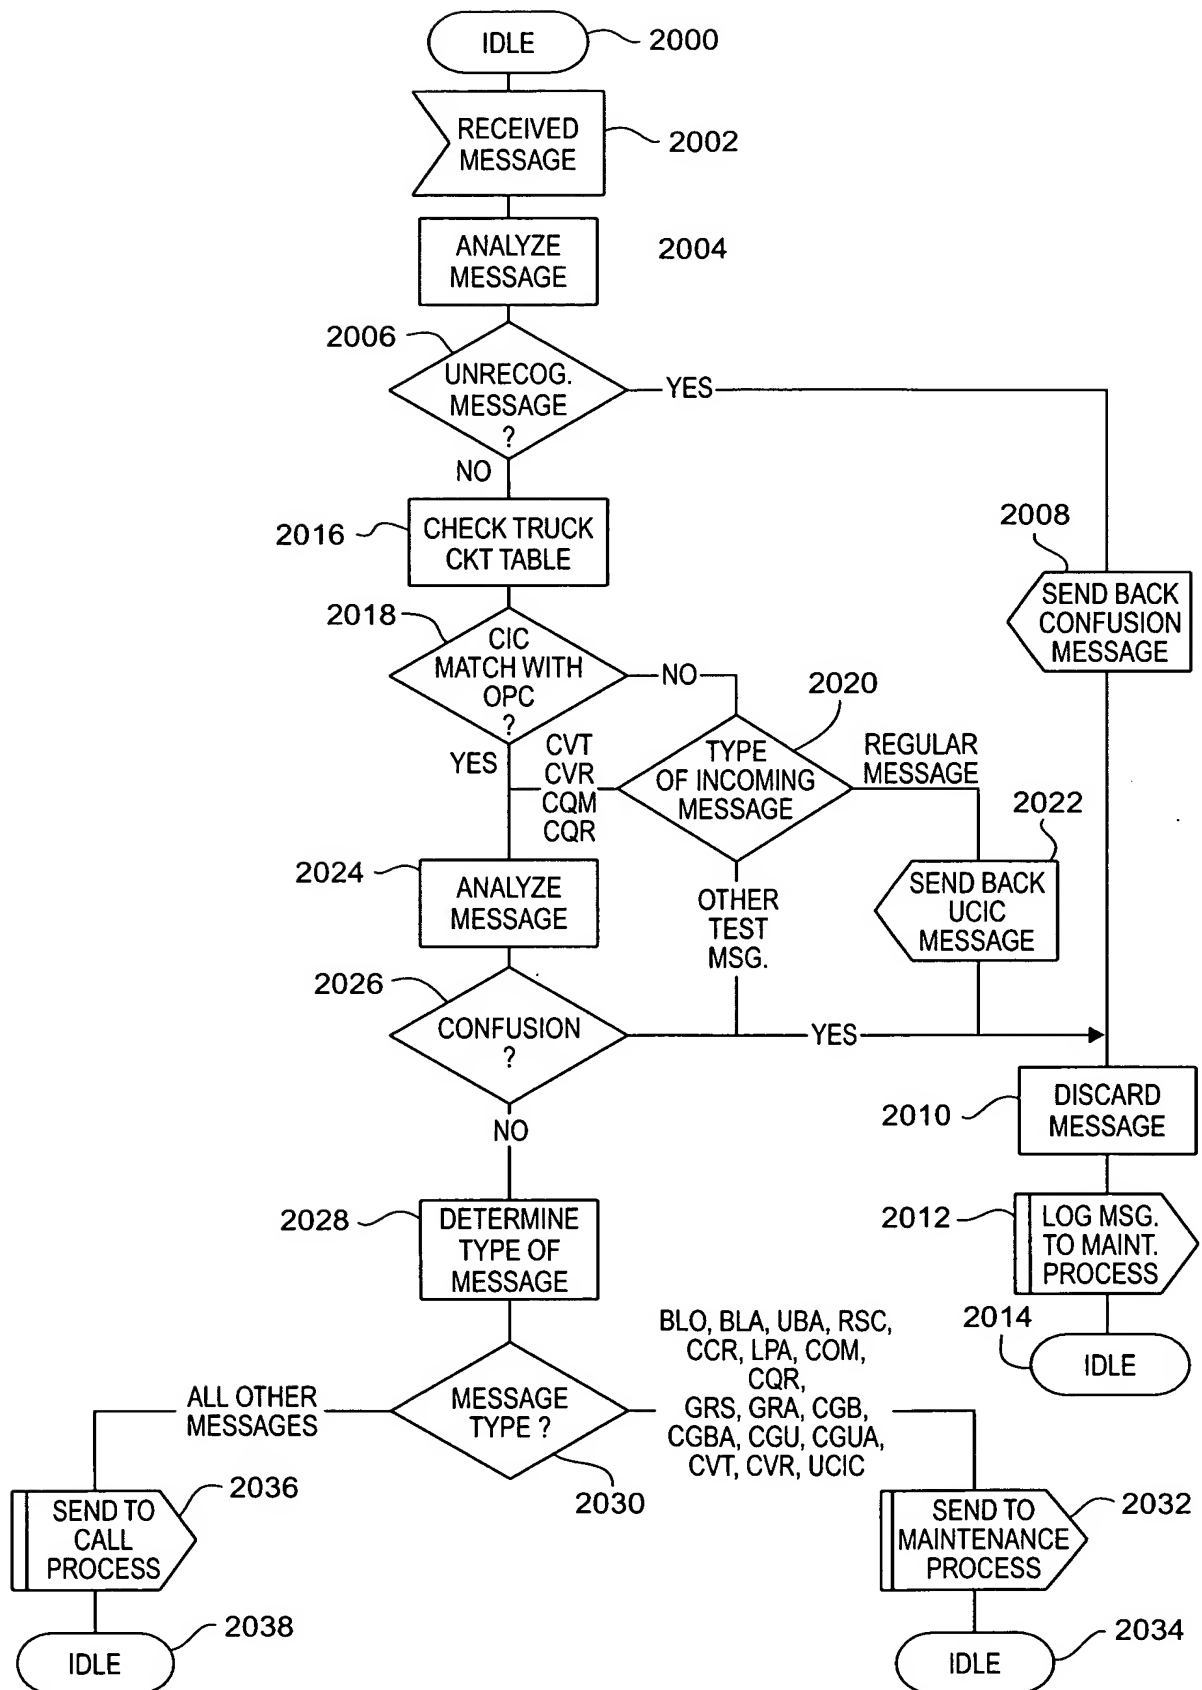 IDLE
2000
RECEIVED
MESSAGE
2002
ANALYZE
MESSAGE
2004
2006
UNRECOG.
MESSAGE
?
YES
NO
2016
CHECK TRUCK
CKT TABLE
2008
SEND BACK
CONFUSION
MESSAGE
2018
CIC
MATCH WITH
OPC
?
NO
YES
2020
TYPE
OF INCOMING
MESSAGE
CVT
CVR
CQM
CQR
REGULAR
MESSAGE
2022
SEND BACK
UCIC
MESSAGE
OTHER
TEST
MSG.
2024
ANALYZE
MESSAGE
2026
CONFUSION
?
YES
NO
2010
DISCARD
MESSAGE
2012
LOG MSG.
TO MAINT.
PROCESS
2014
IDLE
2028
DETERMINE
TYPE OF
MESSAGE
MESSAGE
TYPE ?
2030
ALL OTHER
MESSAGES
BLO, BLA, UBA, RSC,
CCR, LPA, COM,
CQR,
GRS, GRA, CGB,
CGBA, CGU, CGUA,
CVT, CVR, UCIC
2036
SEND TO
CALL
PROCESS
2038
IDLE
2032
SEND TO
MAINTENANCE
PROCESS
2034
IDLE